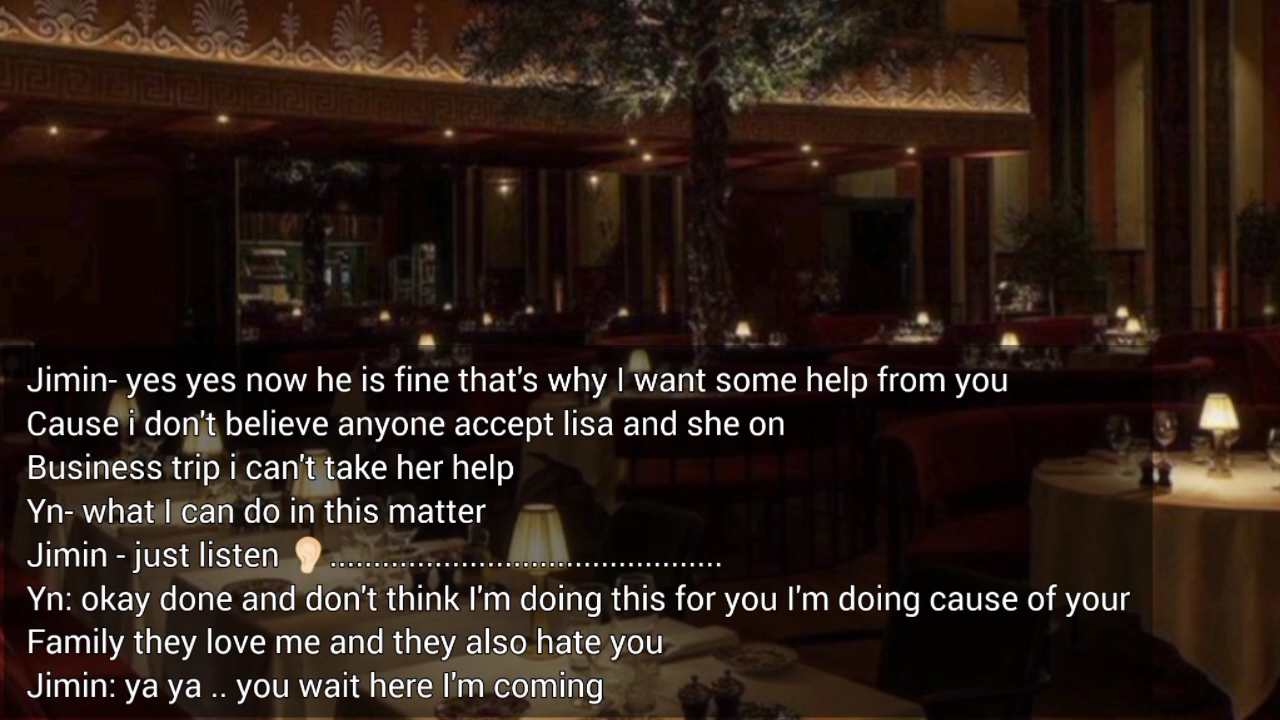 Jimin- yes yes now he is fine that's why I want some help from you
Cause i don't believe anyone accept lisa and she on
Business trip i can't take her help
Yn- what I can do in this matter
Jimin - just listen 👂🏻.............................................
Yn: okay done and don't think I'm doing this for you I'm doing cause of your
Family they love me and they also hate you
Jimin: ya ya .. you wait here I'm coming